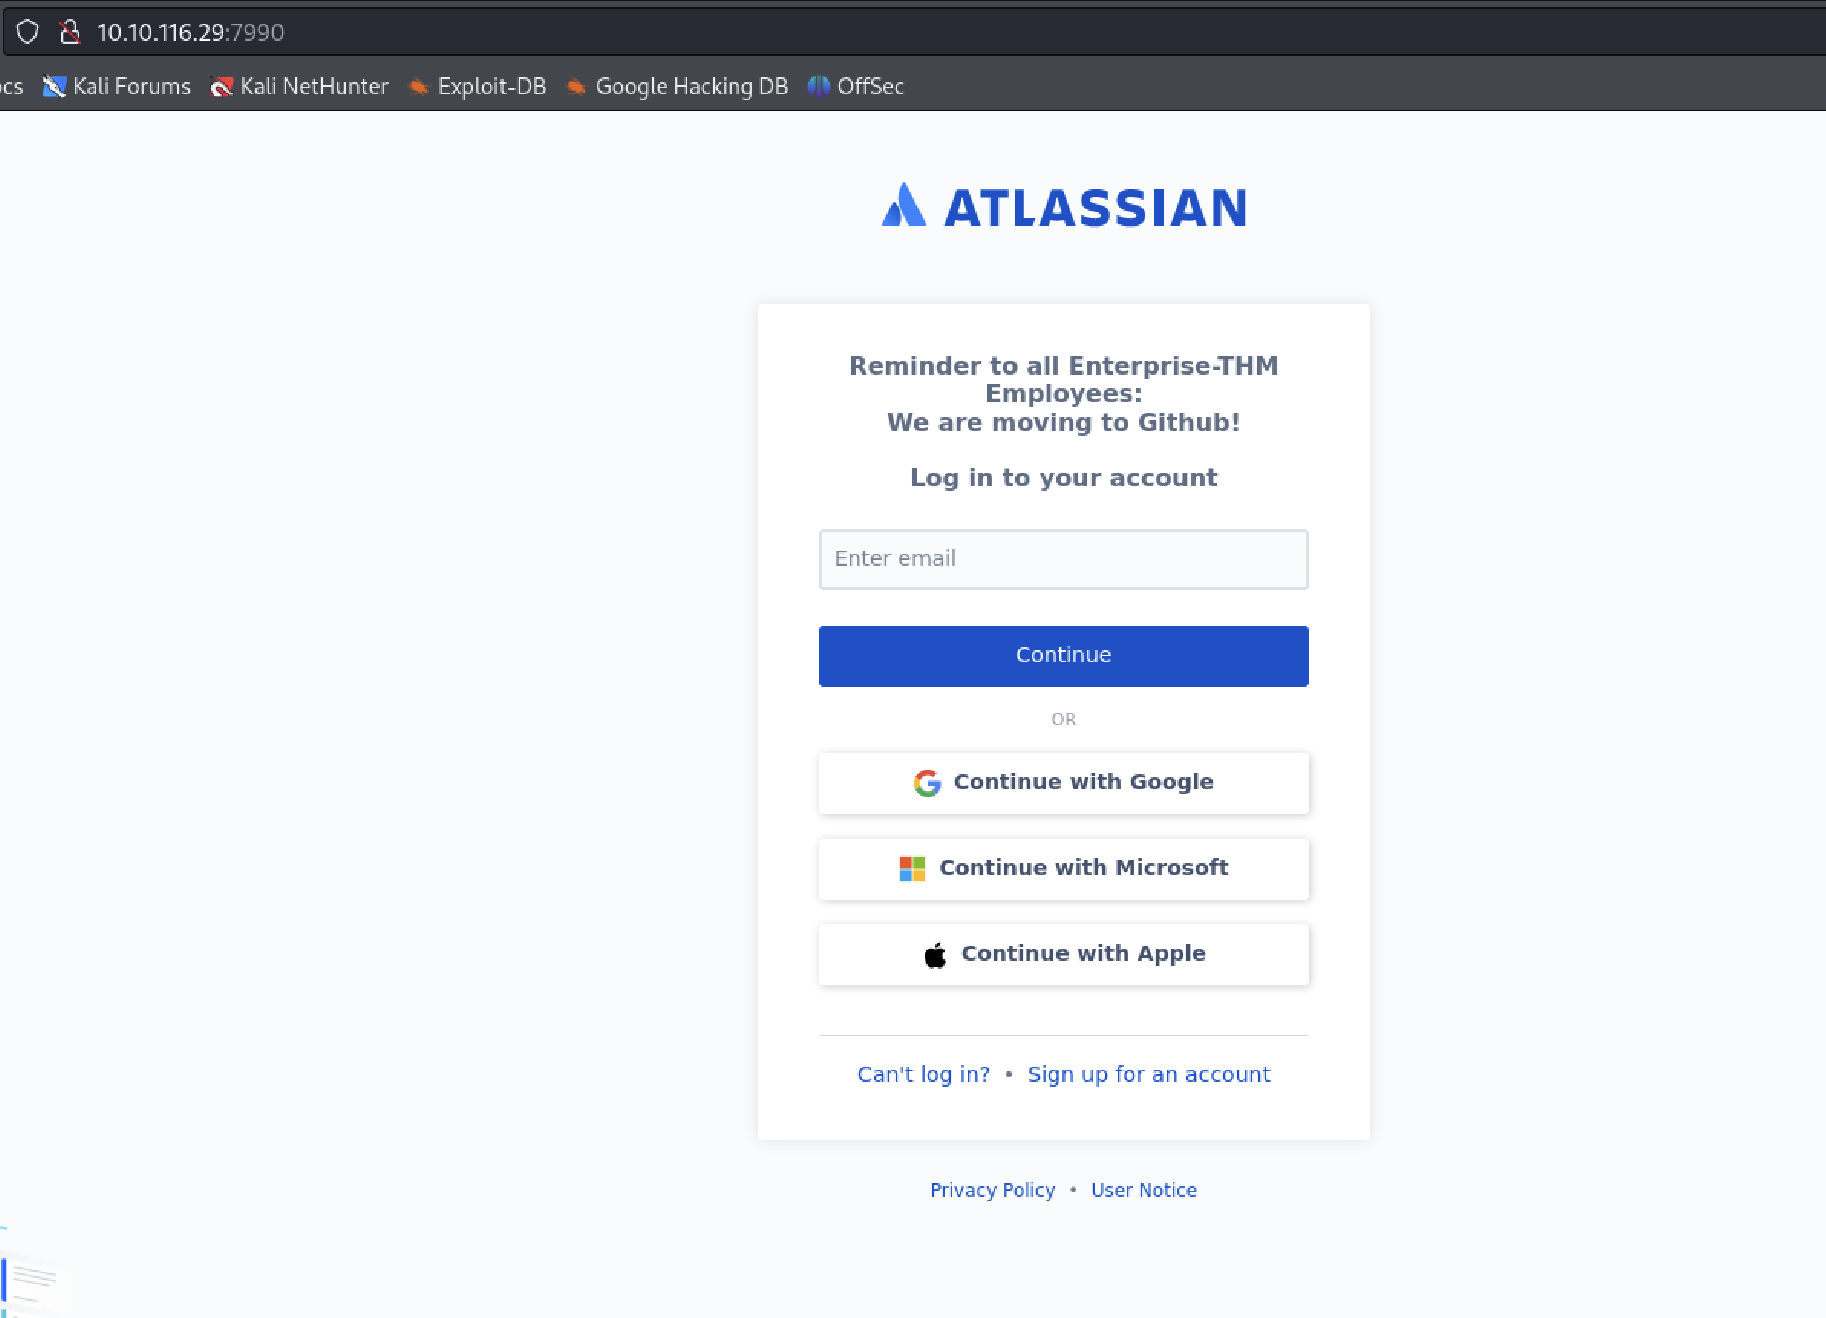 10.10.116.29:7990
cs Kali Forums Kali NetHunter Exploit-DB Google Hacking DB OffSec
ATLASSIAN
Reminder to all Enterprise-THM
Employees:
We are moving to Github!
Log in to your account
Enter email
Continue
OR
Continue with Google
Continue with Microsoft
Continue with Apple
Can't log in? • Sign up for an account
Privacy Policy • User Notice